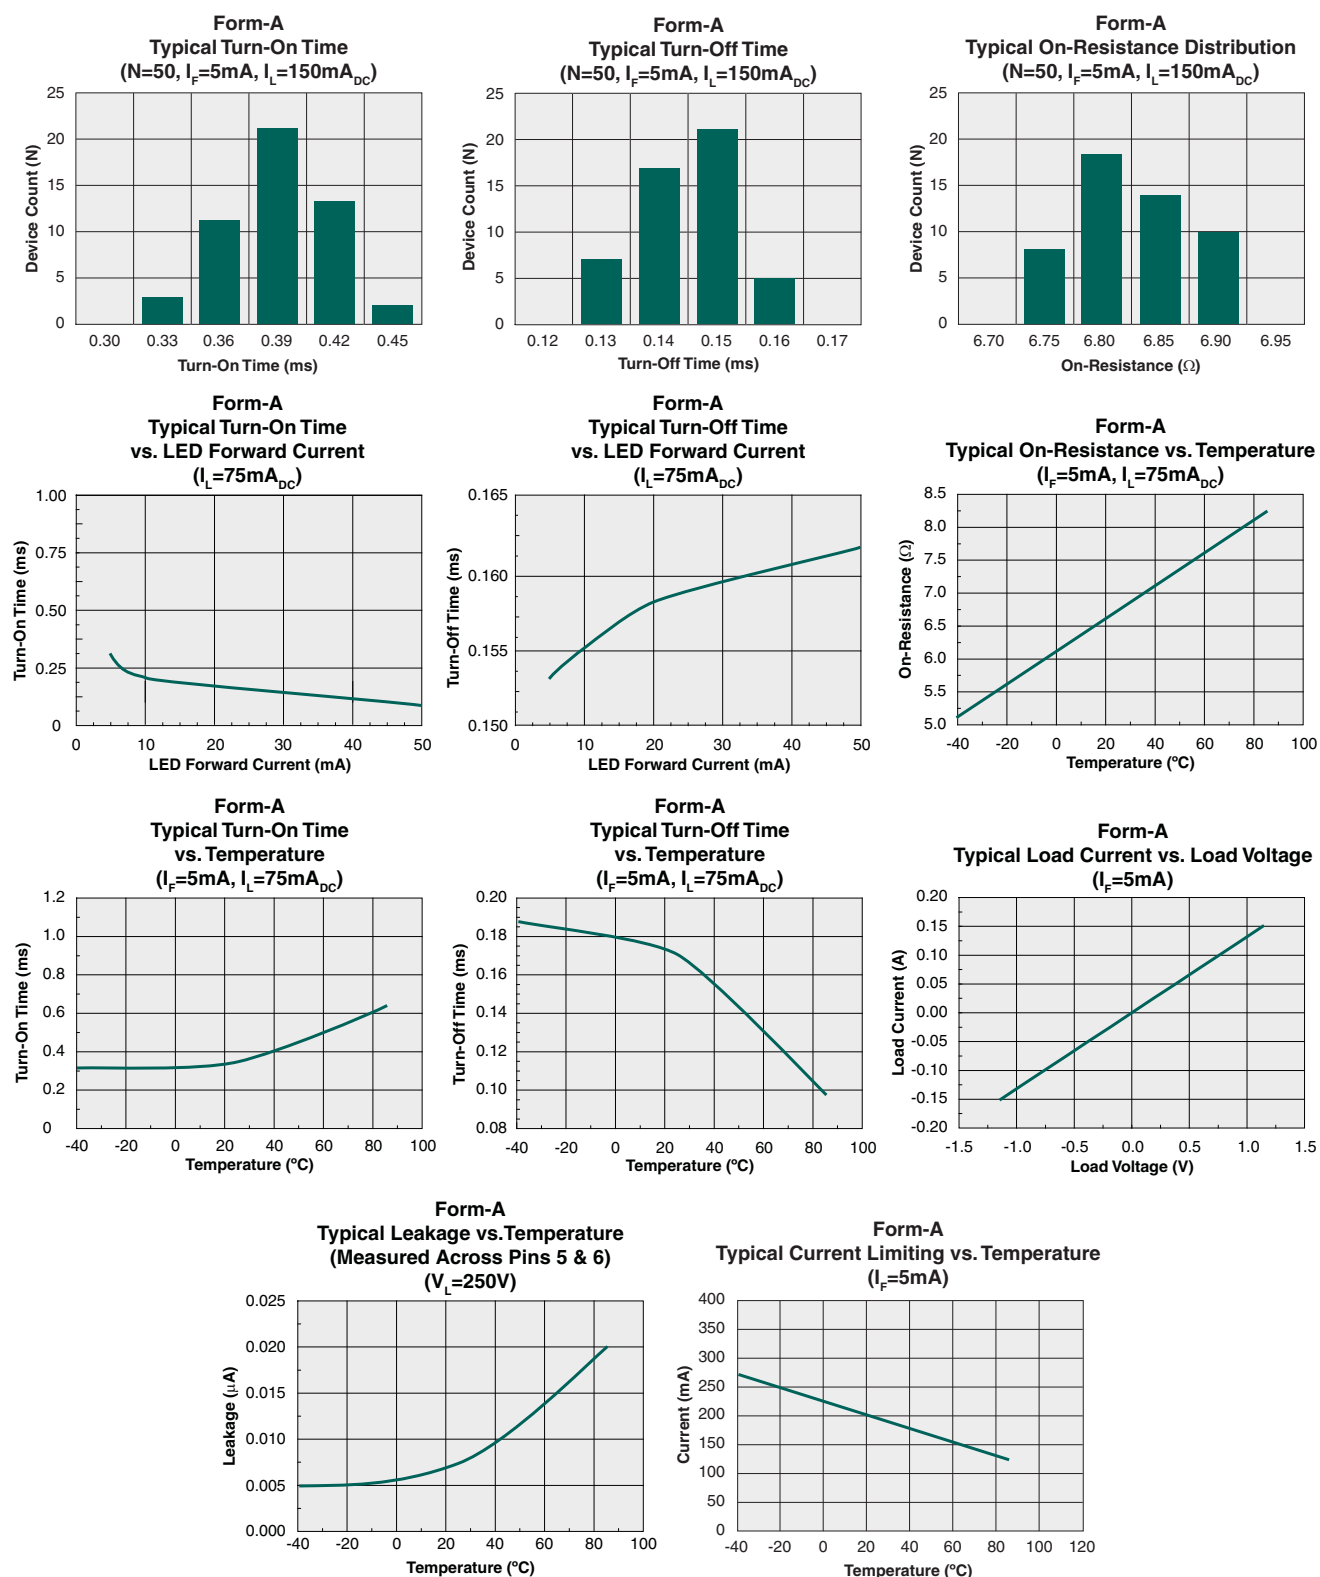 Form-A
Typical Turn-On Time
(N=50, IF=5mA, IL=150mADC)
25
20
15
10
5
0
Device Count (N)
0.30 0.33 0.36 0.39 0.42 0.45
Turn-On Time (ms)
Form-A
Typical Turn-Off Time
(N=50, IF=5mA, IL=150mADC)
25
20
15
10
5
0
Device Count (N)
0.12 0.13 0.14 0.15 0.16 0.17
Turn-Off Time (ms)
Form-A
Typical On-Resistance Distribution
(N=50, IF=5mA, IL=150mADC)
25
20
15
10
5
0
Device Count (N)
6.70 6.75 6.80 6.85 6.90 6.95
On-Resistance (Ω)
Form-A
Typical Turn-On Time
vs. LED Forward Current
(IL=75mADC)
1.00
0.75
0.50
0.25
0
Turn-On Time (ms)
0 10 20 30 40 50
LED Forward Current (mA)
Form-A
Typical Turn-Off Time
vs. LED Forward Current
(IL=75mADC)
0.165
0.160
0.155
0.150
Turn-Off Time (ms)
0 10 20 30 40 50
LED Forward Current (mA)
Form-A
Typical On-Resistance vs. Temperature
(IF=5mA, IL=75mADC)
8.5
8.0
7.5
7.0
6.5
6.0
5.5
5.0
On-Resistance (Ω)
-40 -20 0 20 40 60 80 100
Temperature (ºC)
Form-A
Typical Turn-On Time
vs. Temperature
(IF=5mA, IL=75mADC)
1.2
1.0
0.8
0.6
0.4
0.2
0
Turn-On Time (ms)
-40 -20 0 20 40 60 80 100
Temperature (ºC)
Form-A
Typical Turn-Off Time
vs. Temperature
(IF=5mA, IL=75mADC)
0.20
0.18
0.16
0.14
0.12
0.10
0.08
Turn-Off Time (ms)
-40 -20 0 20 40 60 80 100
Temperature (ºC)
Form-A
Typical Load Current vs. Load Voltage
(IF=5mA)
0.20
0.15
0.10
0.05
0.00
-0.05
-0.10
-0.15
-0.20
Load Current (A)
-1.5 -1.0 -0.5 0.0 0.5 1.0 1.5
Load Voltage (V)
Form-A
Typical Leakage vs.Temperature
(Measured Across Pins 5 & 6)
(VL=250V)
0.025
0.020
0.015
0.010
0.005
0.000
Leakage (μA)
-40 -20 0 20 40 60 80 100
Temperature (ºC)
Form-A
Typical Current Limiting vs. Temperature
(IF=5mA)
400
350
300
250
200
150
100
50
0
Current (mA)
-40 -20 0 20 40 60 80 100 120
Temperature (ºC)